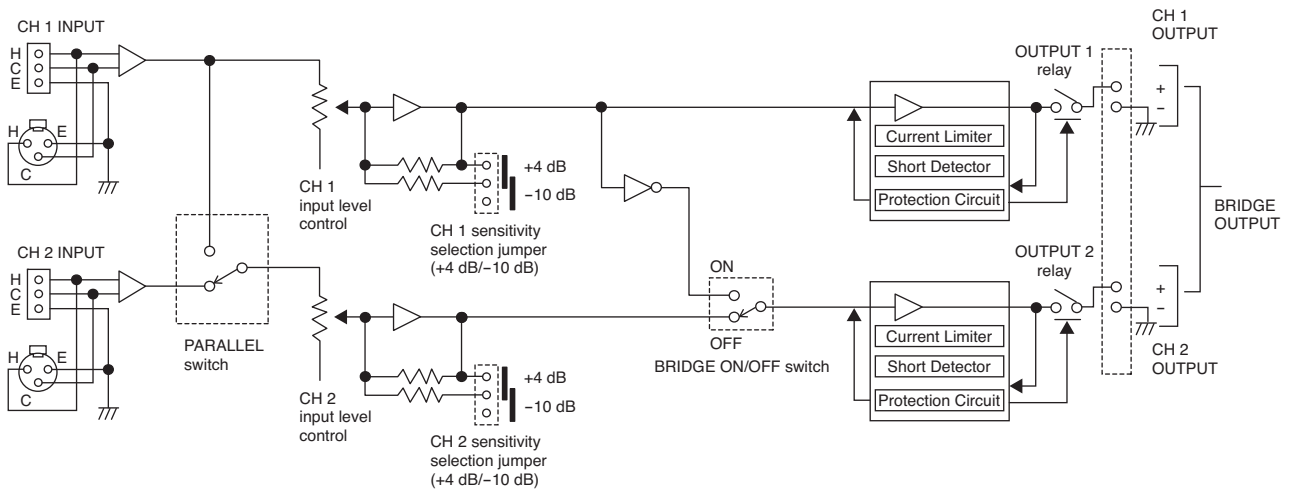 CH 1 INPUT
H
C
E
H
E
C
CH 1
input level
control
+4 dB
−10 dB
CH 1 sensitivity
selection jumper
(+4 dB/−10 dB)
Current Limiter
Short Detector
Protection Circuit
OUTPUT 1
relay
CH 1
OUTPUT
+
−
BRIDGE
OUTPUT
CH 2 INPUT
H
C
E
H
E
C
PARALLEL
switch
CH 2
input level
control
+4 dB
−10 dB
CH 2 sensitivity
selection jumper
(+4 dB/−10 dB)
ON
OFF
BRIDGE ON/OFF switch
Current Limiter
Short Detector
Protection Circuit
OUTPUT 2
relay
+
−
CH 2
OUTPUT